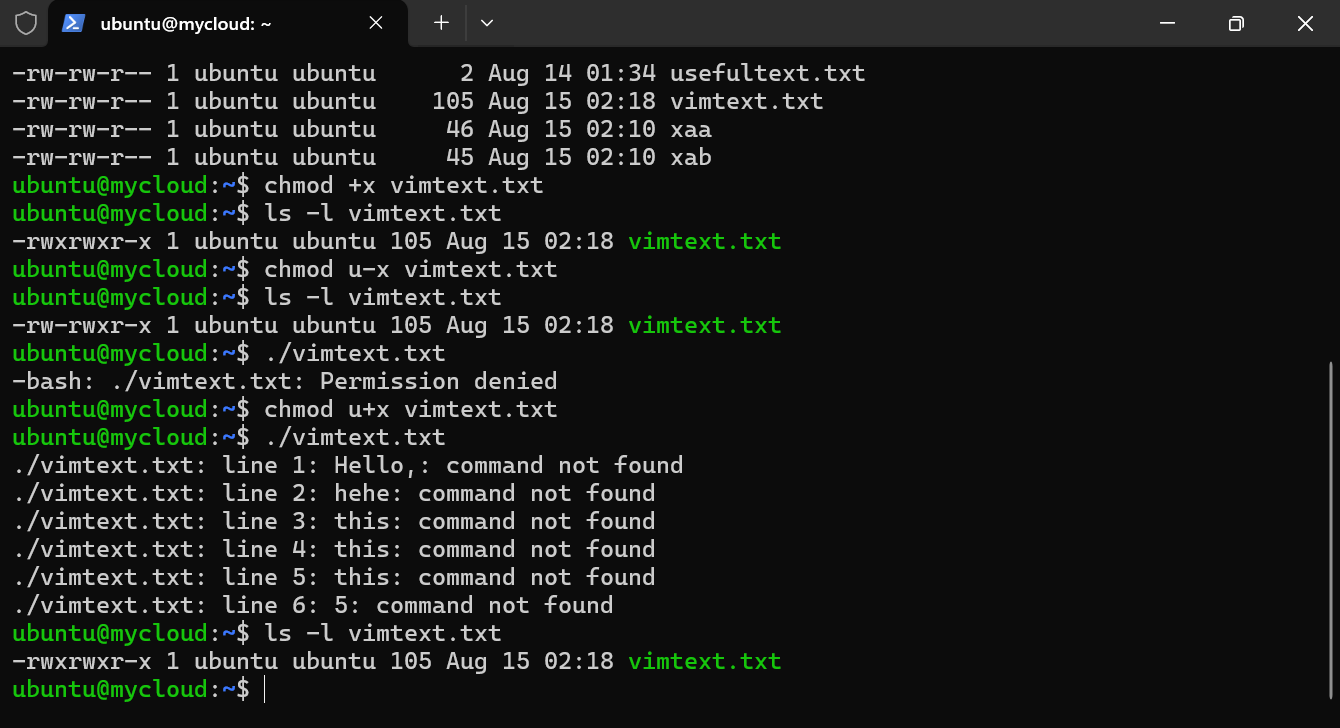 ubuntu@mycloud: ~
-rw-rw-r-- 1 ubuntu ubuntu      2 Aug 14 01:34 usefultext.txt
-rw-rw-r-- 1 ubuntu ubuntu    105 Aug 15 02:18 vimtext.txt
-rw-rw-r-- 1 ubuntu ubuntu     46 Aug 15 02:10 xaa
-rw-rw-r-- 1 ubuntu ubuntu     45 Aug 15 02:10 xab
ubuntu@mycloud:~$ chmod +x vimtext.txt
ubuntu@mycloud:~$ ls -l vimtext.txt
-rwxrwxr-x 1 ubuntu ubuntu 105 Aug 15 02:18 vimtext.txt
ubuntu@mycloud:~$ chmod u-x vimtext.txt
ubuntu@mycloud:~$ ls -l vimtext.txt
-rw-rwxr-x 1 ubuntu ubuntu 105 Aug 15 02:18 vimtext.txt
ubuntu@mycloud:~$ ./vimtext.txt
-bash: ./vimtext.txt: Permission denied
ubuntu@mycloud:~$ chmod u+x vimtext.txt
ubuntu@mycloud:~$ ./vimtext.txt
./vimtext.txt: line 1: Hello,: command not found
./vimtext.txt: line 2: hehe: command not found
./vimtext.txt: line 3: this: command not found
./vimtext.txt: line 4: this: command not found
./vimtext.txt: line 5: this: command not found
./vimtext.txt: line 6: 5: command not found
ubuntu@mycloud:~$ ls -l vimtext.txt
-rwxrwxr-x 1 ubuntu ubuntu 105 Aug 15 02:18 vimtext.txt
ubuntu@mycloud:~$